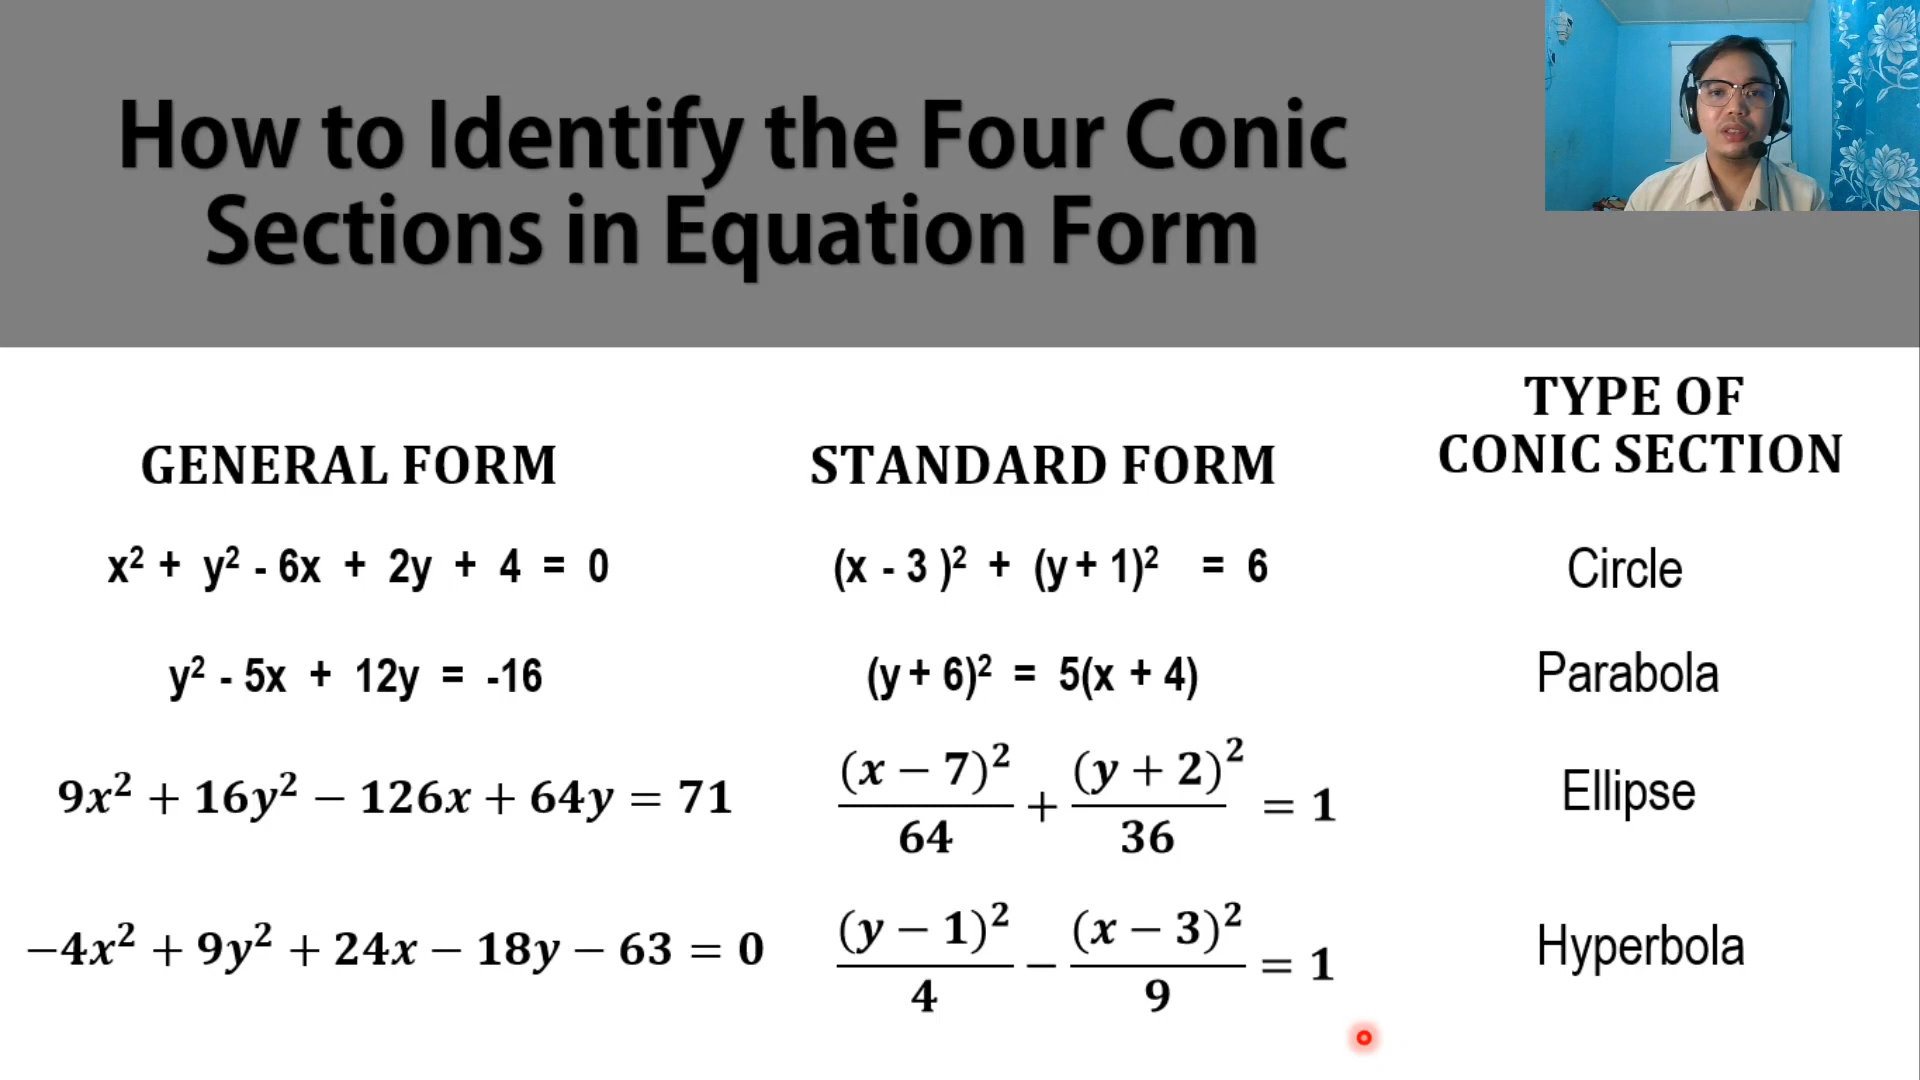 How to Identify the Four Conic
Sections in Equation Form
GENERAL FORM
STANDARD FORM
TYPE OF
CONIC SECTION
x² + y² - 6x + 2y + 4 = 0
(x - 3 )² + (y + 1)² = 6
Circle
y² - 5x + 12y = -16
(y + 6)² = 5(x + 4)
Parabola
9x² + 16y² − 126x + 64y = 71
(x − 7)²/64 + (y + 2)²/36 = 1
Ellipse
−4x² + 9y² + 24x − 18y − 63 = 0
(y − 1)²/4 − (x − 3)²/9 = 1
Hyperbola